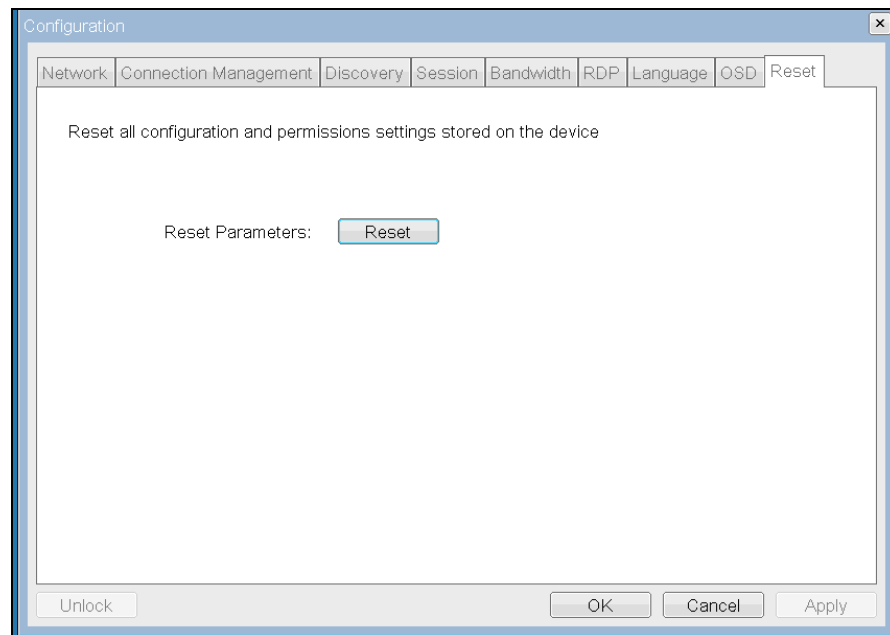 Configuration
Network Connection Management Discovery Session Bandwidth RDP Language OSD Reset
Reset all configuration and permissions settings stored on the device
Reset Parameters: Reset
Unlock OK Cancel Apply